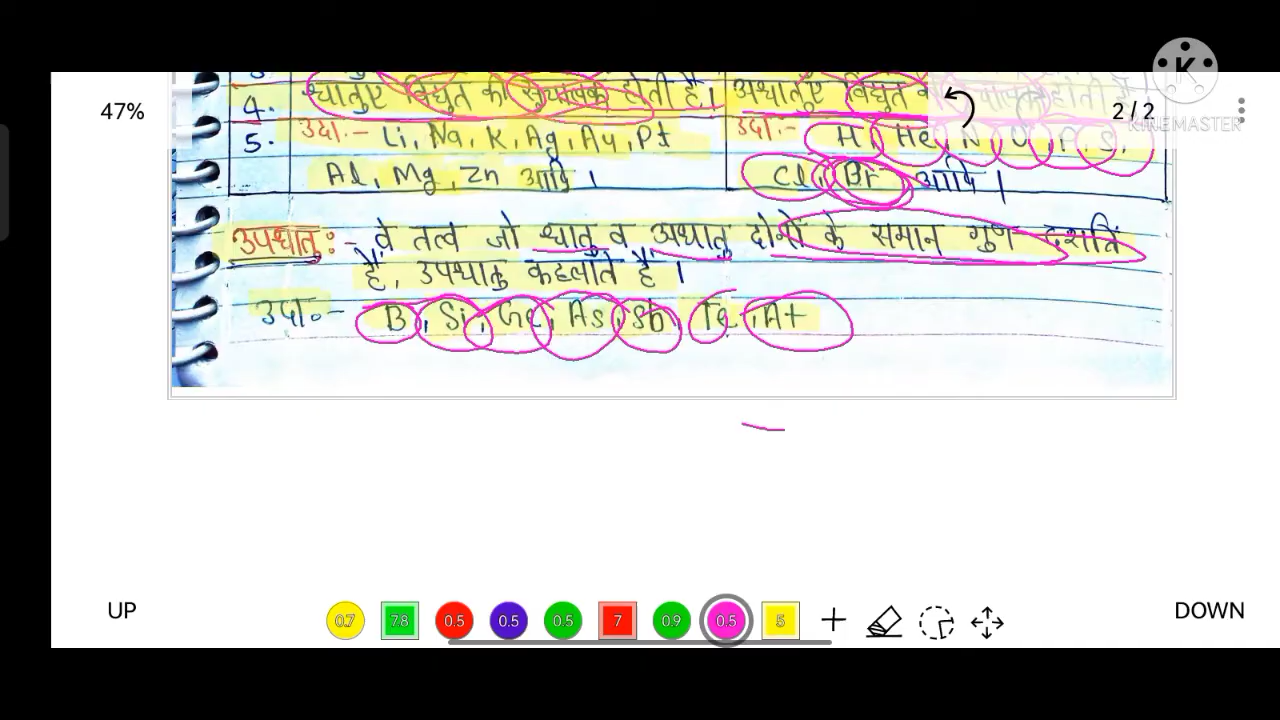 47%
2/2
KINEMASTER
4. धातुएँ विद्युत की सुचालक होती हैं। अधातुएँ विद्युत
5. उदा.:- Li, Na, K, Ag, Au, Pt उदा.:- H, He, N, O, P, S,
Al, Mg, Zn आदि। Cl, Br आदि।
उपधातु:- वे तत्व जो धातु व अधातु दोनों के समान गुण दर्शाते
हैं, उपधातु कहलाते हैं।
उदा:- B, Si, Ge, As, Sb, Te, At
UP
0.7 7.8 0.5 0.5 0.5 7 0.9 0.5 5
DOWN